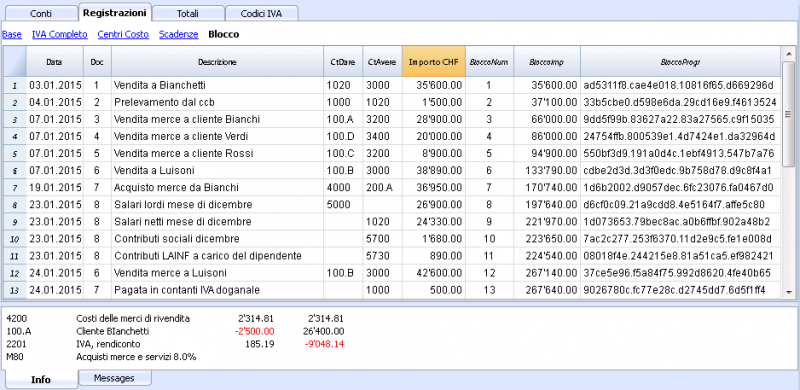 Conti Registrazioni Totali Codici IVA
Base IVA Completo Centri Costo Scadenze Blocco
Data Doc Descrizione CtDare CtAvere Importo CHF BloccoNum BloccoImp BloccoProgr
1 03.01.2015 1 Vendita a Bianchetti 1020 3000 35'600.00 1 35'600.00 ad5311f8.cae4e018.10816f65.d669296d
2 04.01.2015 2 Prelevamento dal ccb 1000 1020 1'500.00 2 37'100.00 33b5cbe0.d598e6da.29cd16e9.f4613524
3 07.01.2015 3 Vendita merce a cliente Bianchi 100.A 3200 28'900.00 3 66'000.00 9dd5f99b.83637a22.83a27565.c9f15035
4 07.01.2015 4 Vendita merce a cliente Verdi 100.D 3400 20'000.00 4 86'000.00 24754ffb.800539e1.4d7424e1.da32964d
5 07.01.2015 5 Vendita merce a cliente Rossi 100.C 3200 8'900.00 5 94'900.00 550bf3d9.191a0d4c.1ebf4913.547b7a76
6 07.01.2015 6 Vendita a Luisoni 100.B 3000 38'890.00 6 133'790.00 cdbe2d3d.3d3f0edc.9b758d78.d9c8f4a1
7 19.01.2015 7 Acquisto merce da Bianchi 4000 200.A 36'950.00 7 170'740.00 1d6b2002.d9057dec.6fc23076.fa0467d0
8 23.01.2015 8 Salari lordi mese di dicembre 5000 26'900.00 8 197'640.00 d6cf0c09.21a9cdd8.4e5164f7.affe5c80
9 23.01.2015 8 Salari netti mese di dicembre 1020 24'330.00 9 221'970.00 1d073653.79bec8ac.a0b6ffbf.902a48b2
10 23.01.2015 8 Contributi sociali dicembre 5700 1'680.00 10 223'650.00 7ac2c277.253f6370.11d2e9c5.fe1e008d
11 23.01.2015 8 Contributi LAINF a carico del dipendente 5730 890.00 11 224'540.00 08018f4e.244215e8.81a51ca5.ef982421
12 24.01.2015 6 Vendita merce a Luisoni 100.B 3000 42'600.00 12 267'140.00 37ce5e96.f5a84f75.992d8620.4fe40b65
13 24.01.2015 7 Pagata in contanti IVA doganale 1000 500.00 13 267'640.00 9026780c.fc77e28c.d2745dd7.6d5f1ff4
4200 Costi delle merci di rivendita 2'314.81 2'314.81
100.A Cliente BIanchetti -2'500.00 26'400.00
2201 IVA, rendiconto 185.19 -9'048.14
M80 Acquisti merce e servizi 8.0%
Info Messages